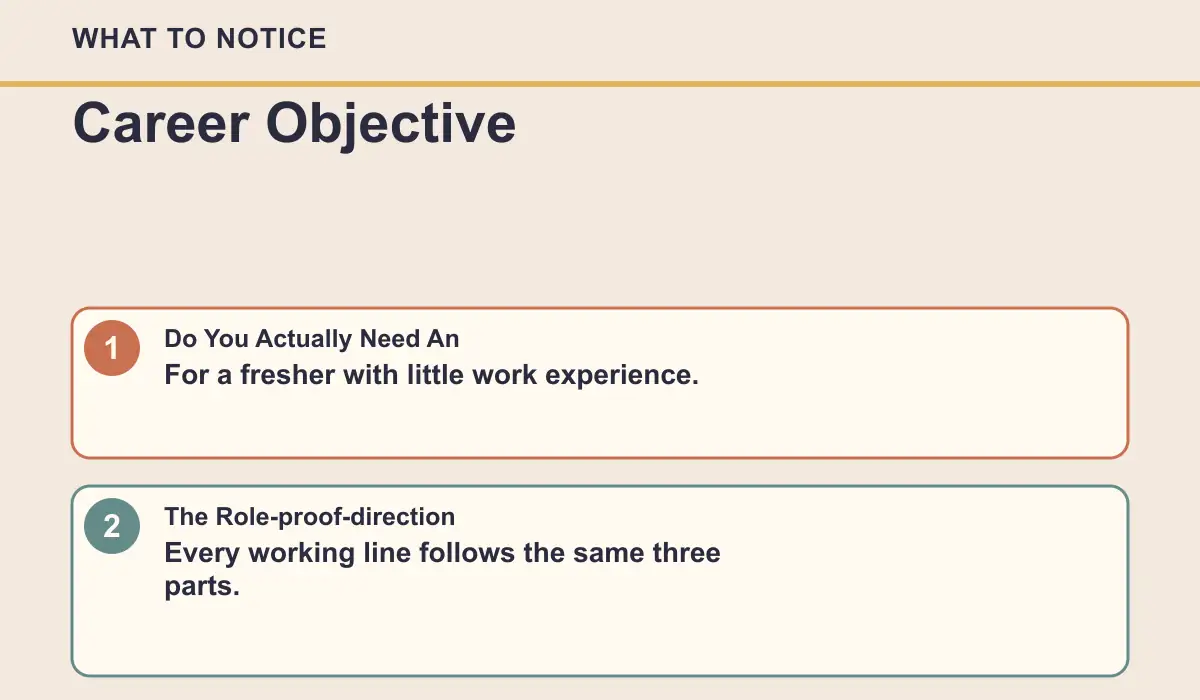 WHAT TO NOTICE
Career Objective
1
Do You Actually Need An
For a fresher with little work experience.
2
The Role-proof-direction
Every working line follows the same three
parts.